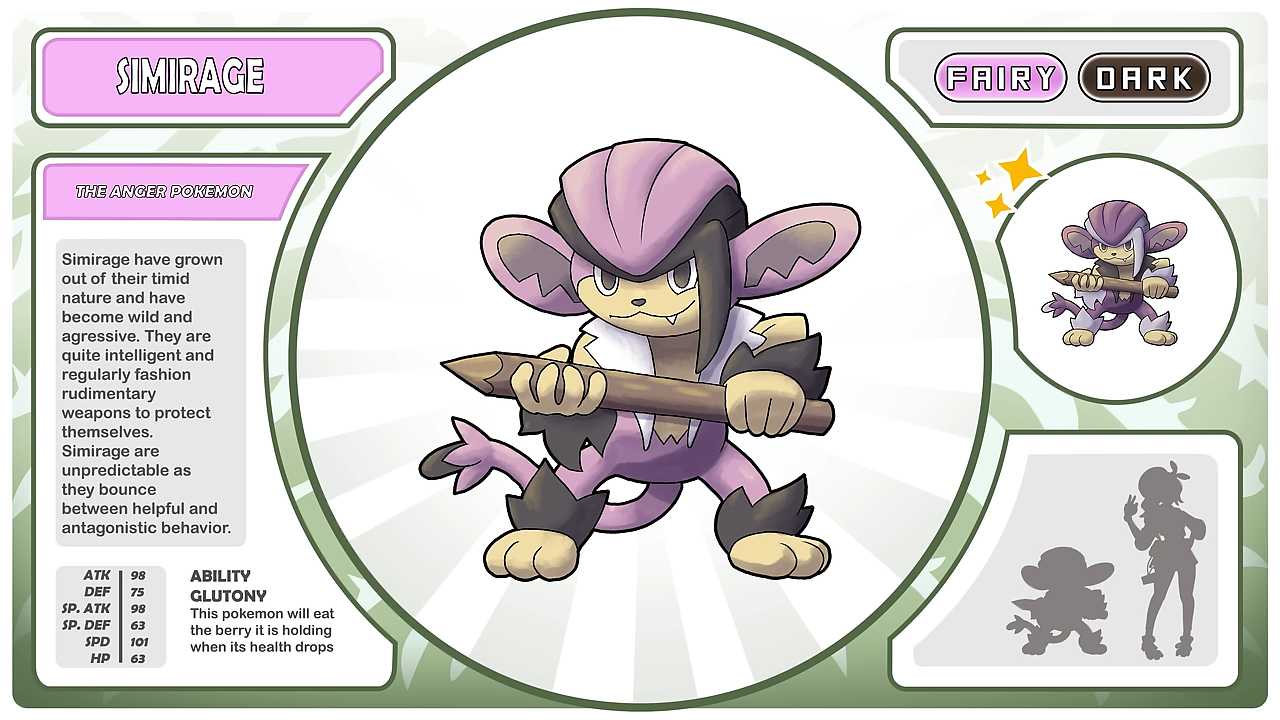 SIMIRAGE
FAIRY DARK
THE ANGER POKEMON
Simirage have grown
out of their timid
nature and have
become wild and
agressive. They are
quite intelligent and
regularly fashion
rudimentary
weapons to protect
themselves.
Simirage are
unpredictable as
they bounce
between helpful and
antagonistic behavior.
ATK 98
DEF 75
SP. ATK 98
SP. DEF 63
SPD 101
HP 63
ABILITY
GLUTONY
This pokemon will eat
the berry it is holding
when its health drops